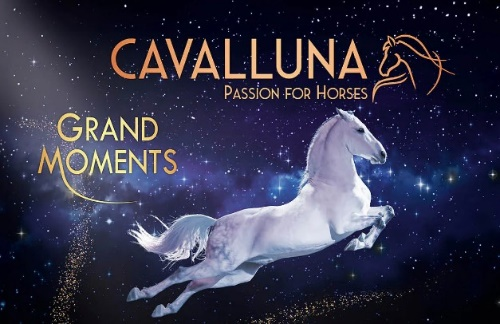 CAVALLUNA
PASSION FOR HORSES
GRAND
MOMENTS